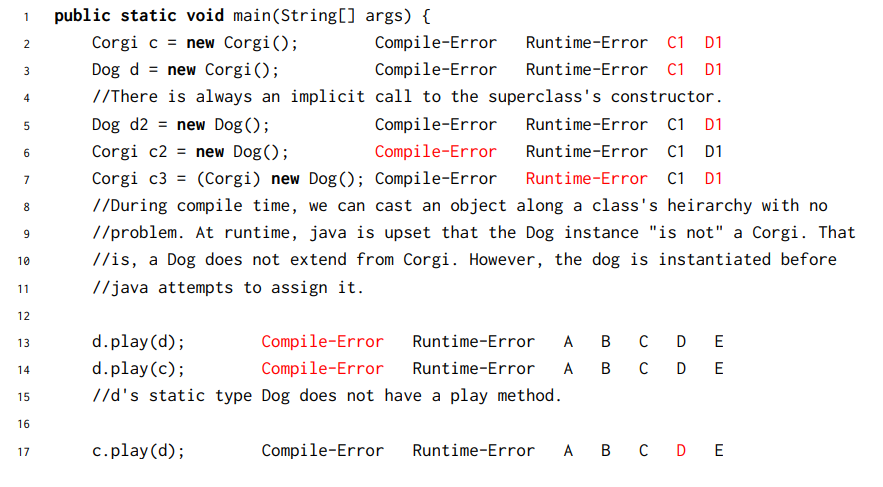 1 public static void main(String[] args) {
2 Corgi c = new Corgi(); Compile-Error Runtime-Error C1 D1
3 Dog d = new Corgi(); Compile-Error Runtime-Error C1 D1
4 //There is always an implicit call to the superclass's constructor.
5 Dog d2 = new Dog(); Compile-Error Runtime-Error C1 D1
6 Corgi c2 = new Dog(); Compile-Error Runtime-Error C1 D1
7 Corgi c3 = (Corgi) new Dog(); Compile-Error Runtime-Error C1 D1
8 //During compile time, we can cast an object along a class's heirarchy with no
9 //problem. At runtime, java is upset that the Dog instance "is not" a Corgi. That
10 //is, a Dog does not extend from Corgi. However, the dog is instantiated before
11 //java attempts to assign it.
12
13 d.play(d); Compile-Error Runtime-Error A B C D E
14 d.play(c); Compile-Error Runtime-Error A B C D E
15 //d's static type Dog does not have a play method.
16
17 c.play(d); Compile-Error Runtime-Error A B C D E